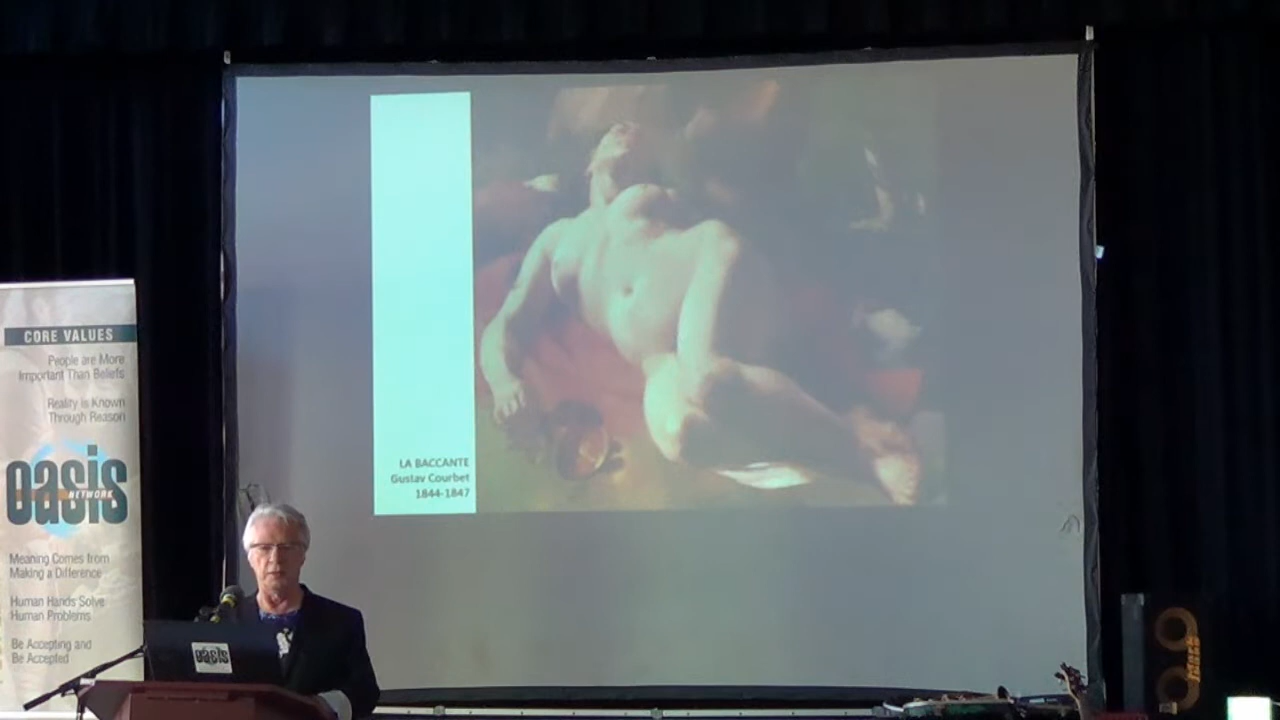 CORE VALUES
People are More
Important Than Beliefs
Reality is Known
Through Reason
oasis
NETWORK
Meaning Comes from
Making a Difference
Human Hands Solve
Human Problems
Be Accepting and
Be Accepted
LA BACCANTE
Gustav Courbet
1844-1847
oasis